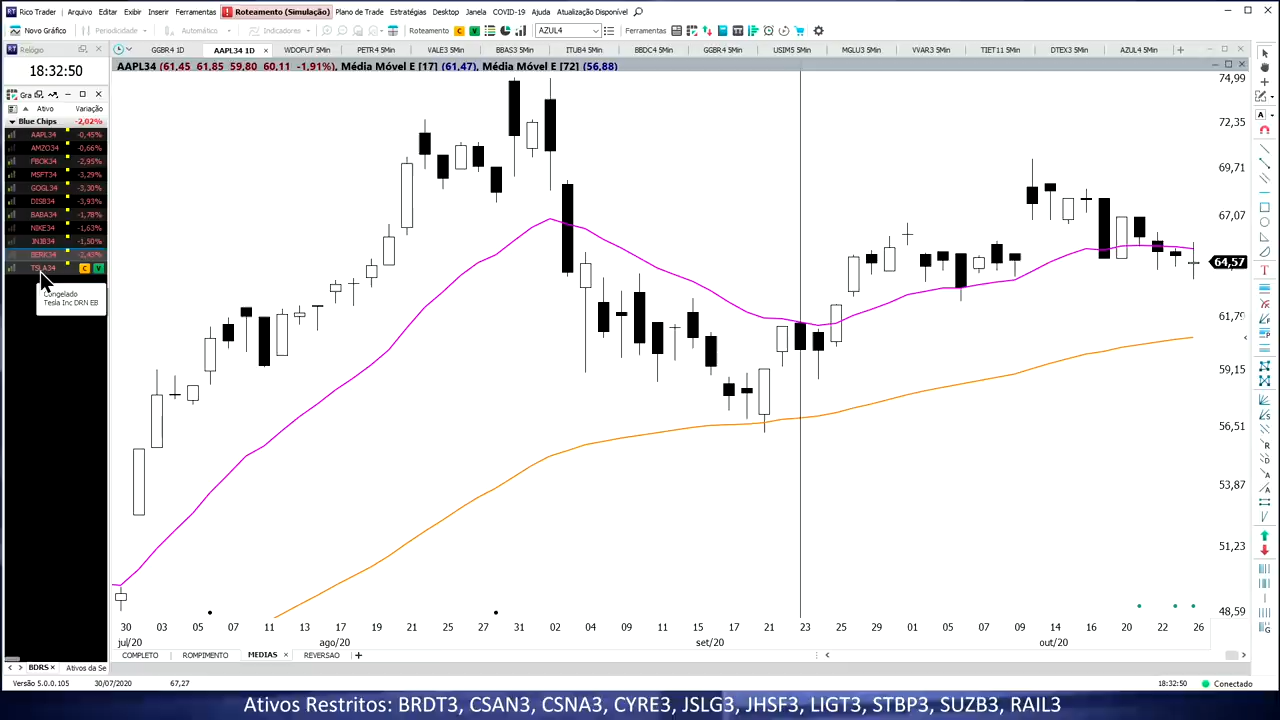 Rico Trader Arquivo Editar Exibir Inserir Ferramentas Roteamento (Simulação) Plano de Trade Estratégias Desktop Janela COVID-19 Ajuda Atualização Disponível
Novo Gráfico Periodicidade Automático Indicadores Roteamento C V AZUL4 Ferramentas
Relógio
GGBR4 1D AAPL34 1D WDOFUT 5Min PETR4 5Min VALE3 5Min BBAS3 5Min ITUB4 5Min BBDC4 5Min GGBR4 5Min USIM5 5Min MGLU3 5Min VVAR3 5Min TIET11 5Min DTEX3 5Min AZUL4 5Min
18:32:50
AAPL34 (61,45 61,85 59,80 60,11 -1,91%), Média Móvel E [17] (61,47), Média Móvel E [72] (56,88)
Gra
Ativo Variação
Blue Chips -2,02%
AAPL34 -0,45%
AMZO34 -0,66%
FBOK34 -2,95%
MSFT34 -3,29%
GOGL34 -3,30%
DISB34 -3,93%
BABA34 -1,78%
NIKE34 -1,63%
JNJB34 -1,50%
BERK34 -2,43%
TSLA34 C V
Congelado
Tesla Inc DRN EB
74,99
72,35
69,71
67,07
64,57
61,79
59,15
56,51
53,87
51,23
48,59
30 03 05 07 11 13 17 19 21 25 27 31 02 04 09 11 15 17 21 23 25 29 01 05 07 09 14 16 20 22 26
jul/20 ago/20 set/20 out/20
COMPLETO ROMPIMENTO MEDIAS REVERSAO
BDRS Ativos da Se
Versão 5.0.0.105 30/07/2020 67,27 18:32:50 Conectado
Ativos Restritos: BRDT3, CSAN3, CSNA3, CYRE3, JSLG3, JHSF3, LIGT3, STBP3, SUZB3, RAIL3